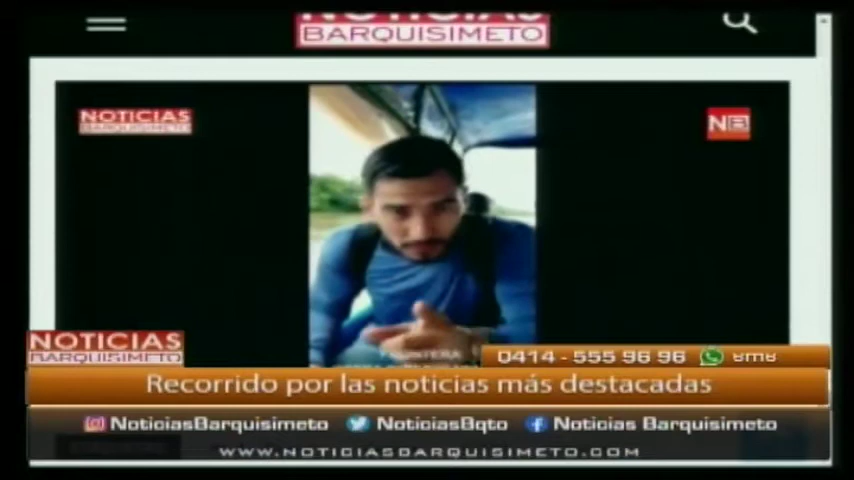 NOTICIAS
BARQUISIMETO
NOTICIAS
BARQUISIMETO
NB
FRONTERA
NOTICIAS
BARQUISIMETO
0414 - 555 96 96
Recorrido por las noticias más destacadas
NoticiasBarquisimeto
NoticiasBqto
Noticias Barquisimeto
WWW.NOTICIASBARQUISIMETO.COM